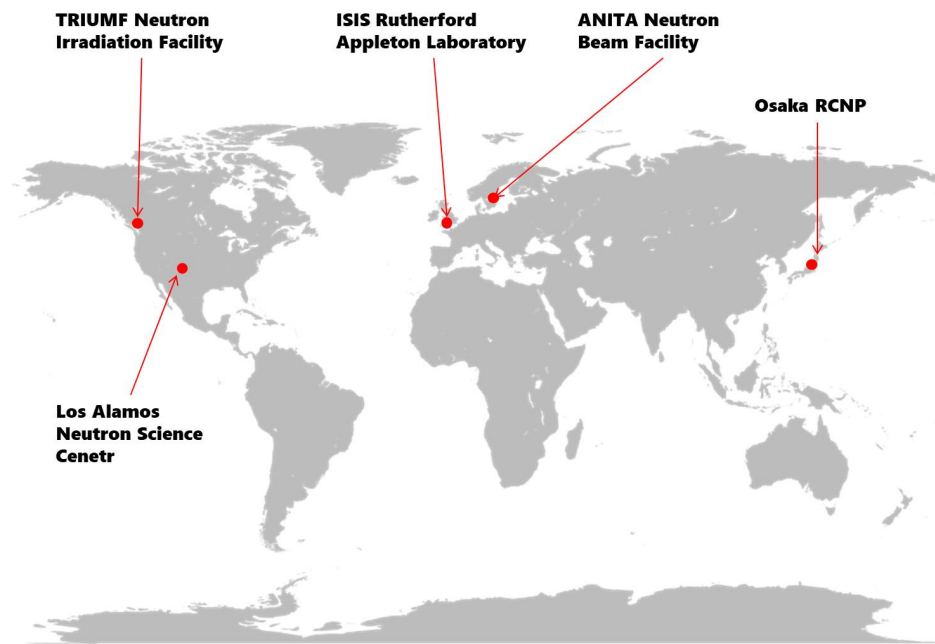 TRIUMF Neutron
Irradiation Facility
ISIS Rutherford
Appleton Laboratory
ANITA Neutron
Beam Facility
Osaka RCNP
Los Alamos
Neutron Science
Cenetr